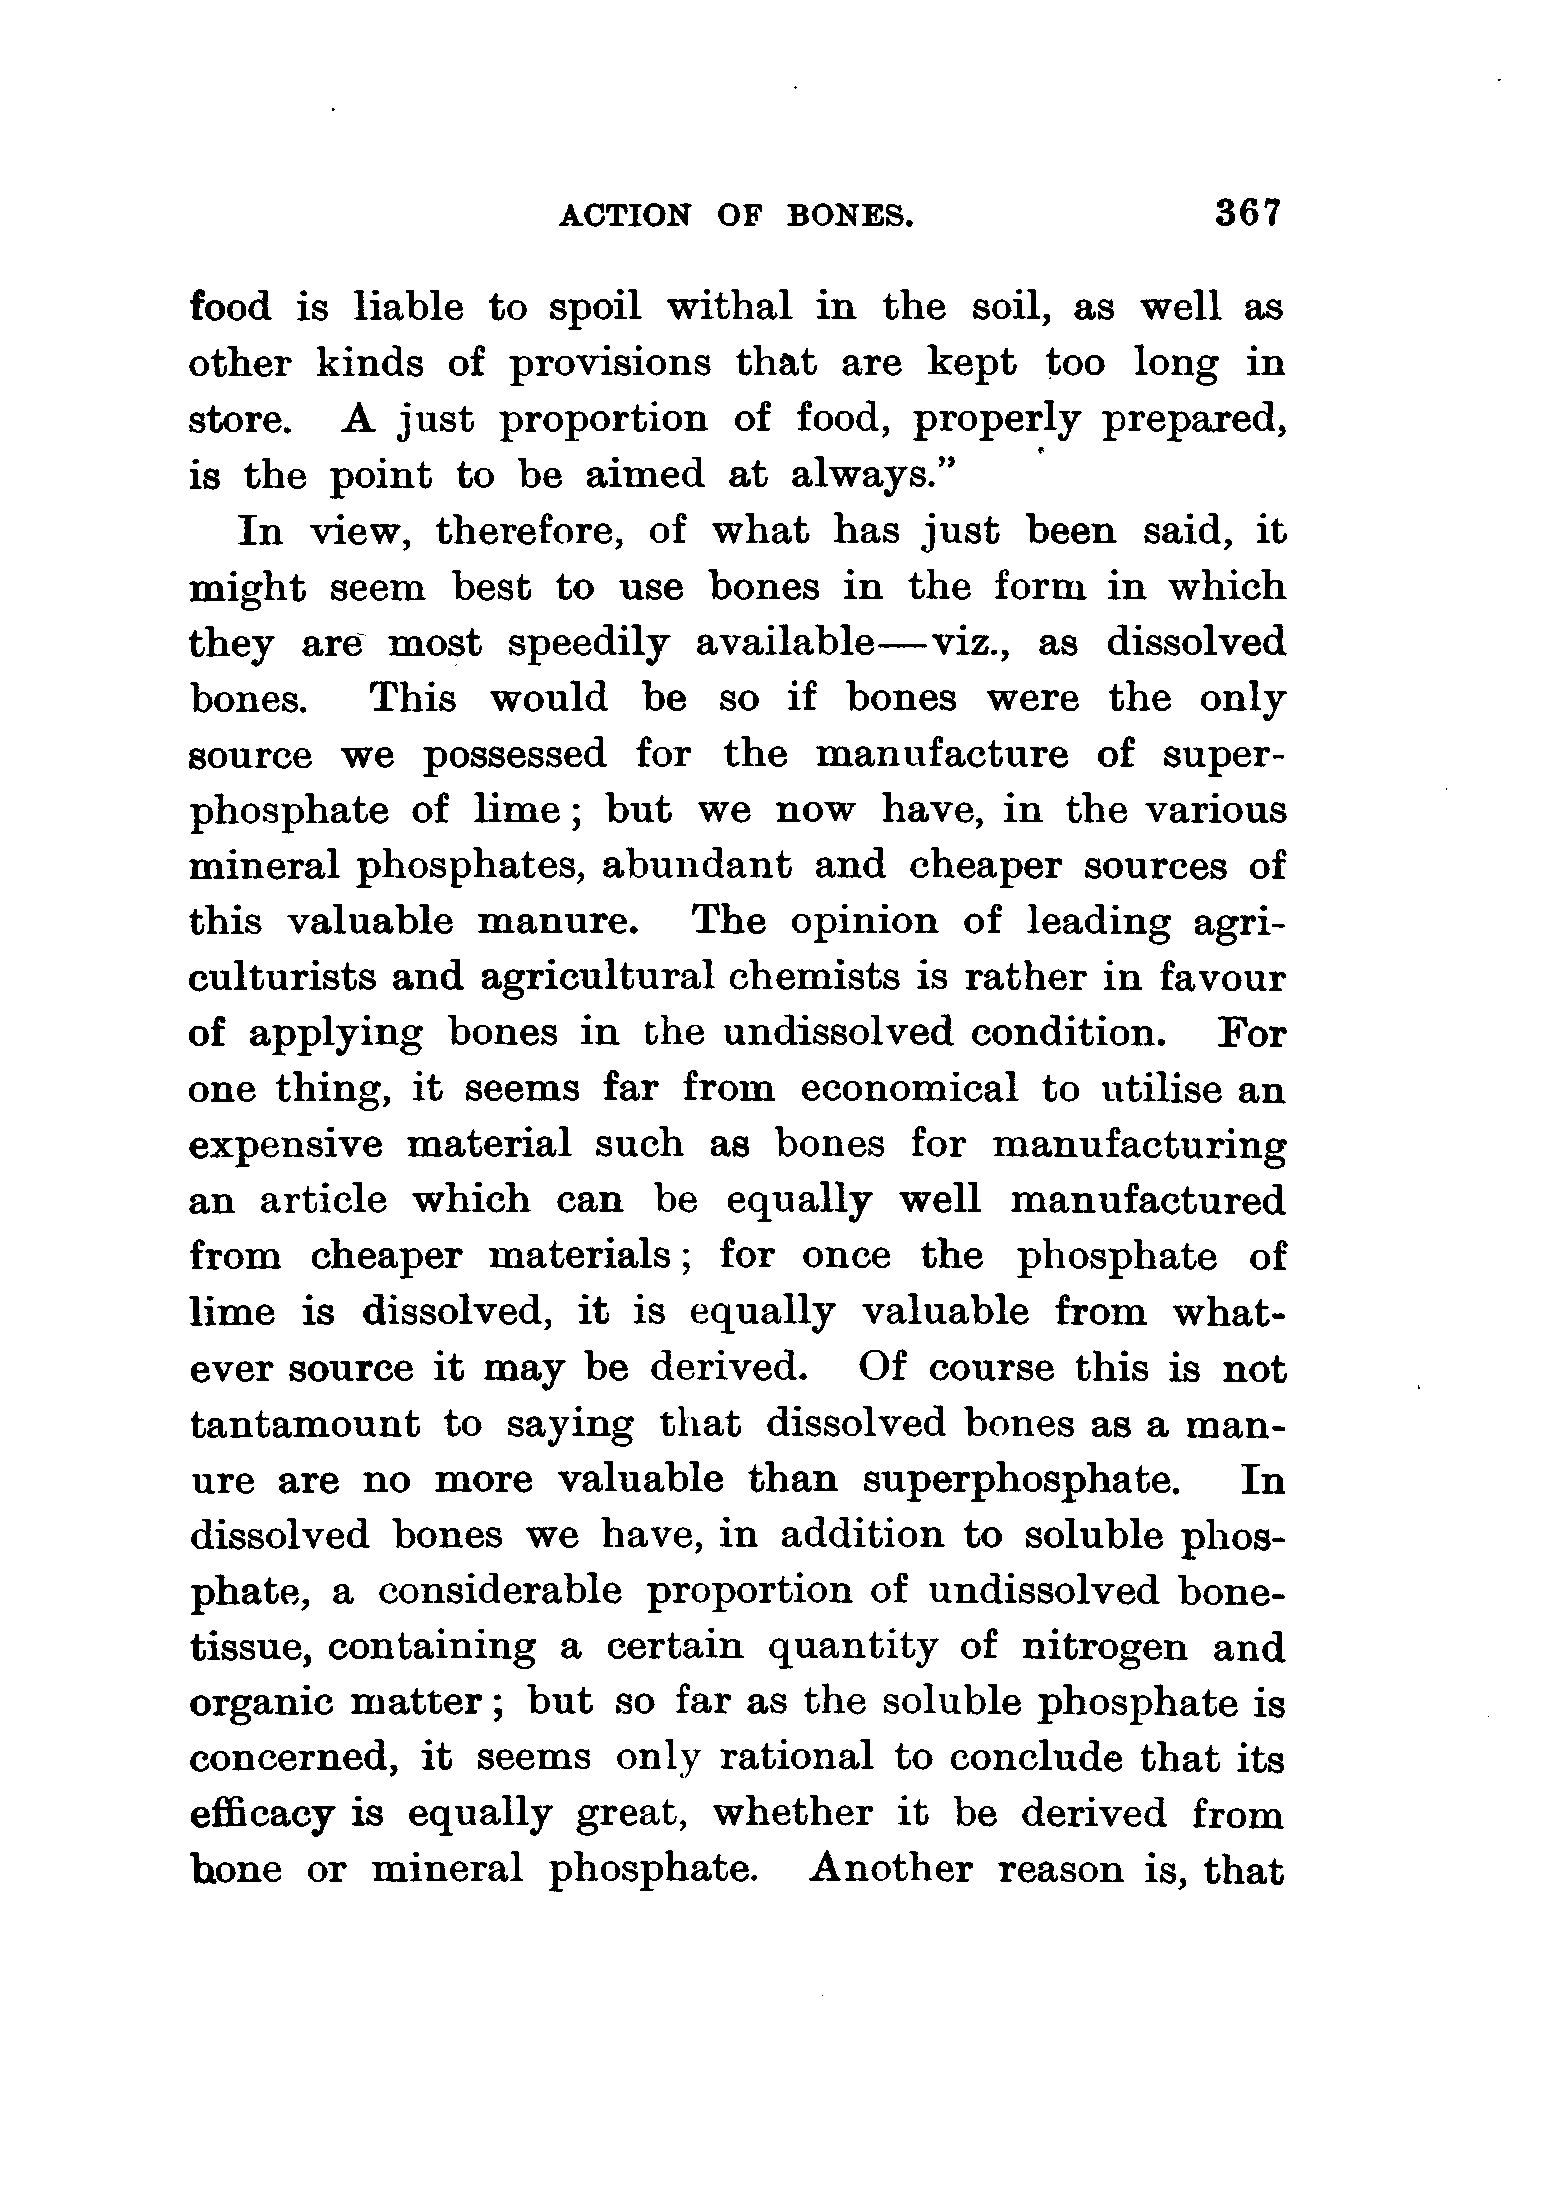 ACTION OF BONES. 367
food is liable to spoil withal in the soil, as well as
other kinds of provisions that are kept too long in
store. A just proportion of food, properly prepared,
is the point to be aimed at always.”
In view, therefore, of what has just been said, it
might seem best to use bones in the form in which
they are most speedily available—viz., as dissolved
bones. This would be so if bones were the only
source we possessed for the manufacture of super-
phosphate of lime; but we now have, in the various
mineral phosphates, abundant and cheaper sources of
this valuable manure. The opinion of leading agri-
culturists and agricultural chemists is rather in favour
of applying bones in the undissolved condition. For
one thing, it seems far from economical to utilise an
expensive material such as bones for manufacturing
an article which can be equally well manufactured
from cheaper materials; for once the phosphate of
lime is dissolved, it is equally valuable from what-
ever source it may be derived. Of course this is not
tantamount to saying that dissolved bones as a man-
ure are no more valuable than superphosphate. In
dissolved bones we have, in addition to soluble phos-
phate, a considerable proportion of undissolved bone-
tissue, containing a certain quantity of nitrogen and
organic matter; but so far as the soluble phosphate is
concerned, it seems only rational to conclude that its
efficacy is equally great, whether it be derived from
bone or mineral phosphate. Another reason is, that